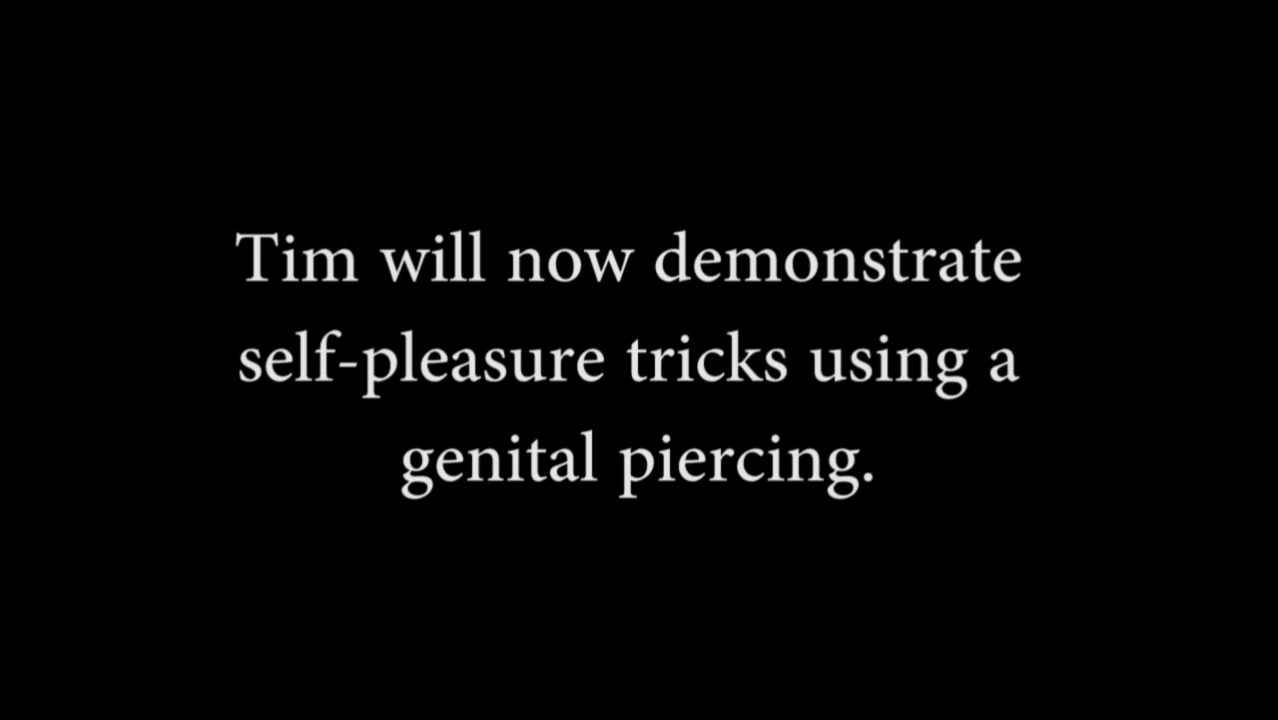 Tim will now demonstrate
self-pleasure tricks using a
genital piercing.